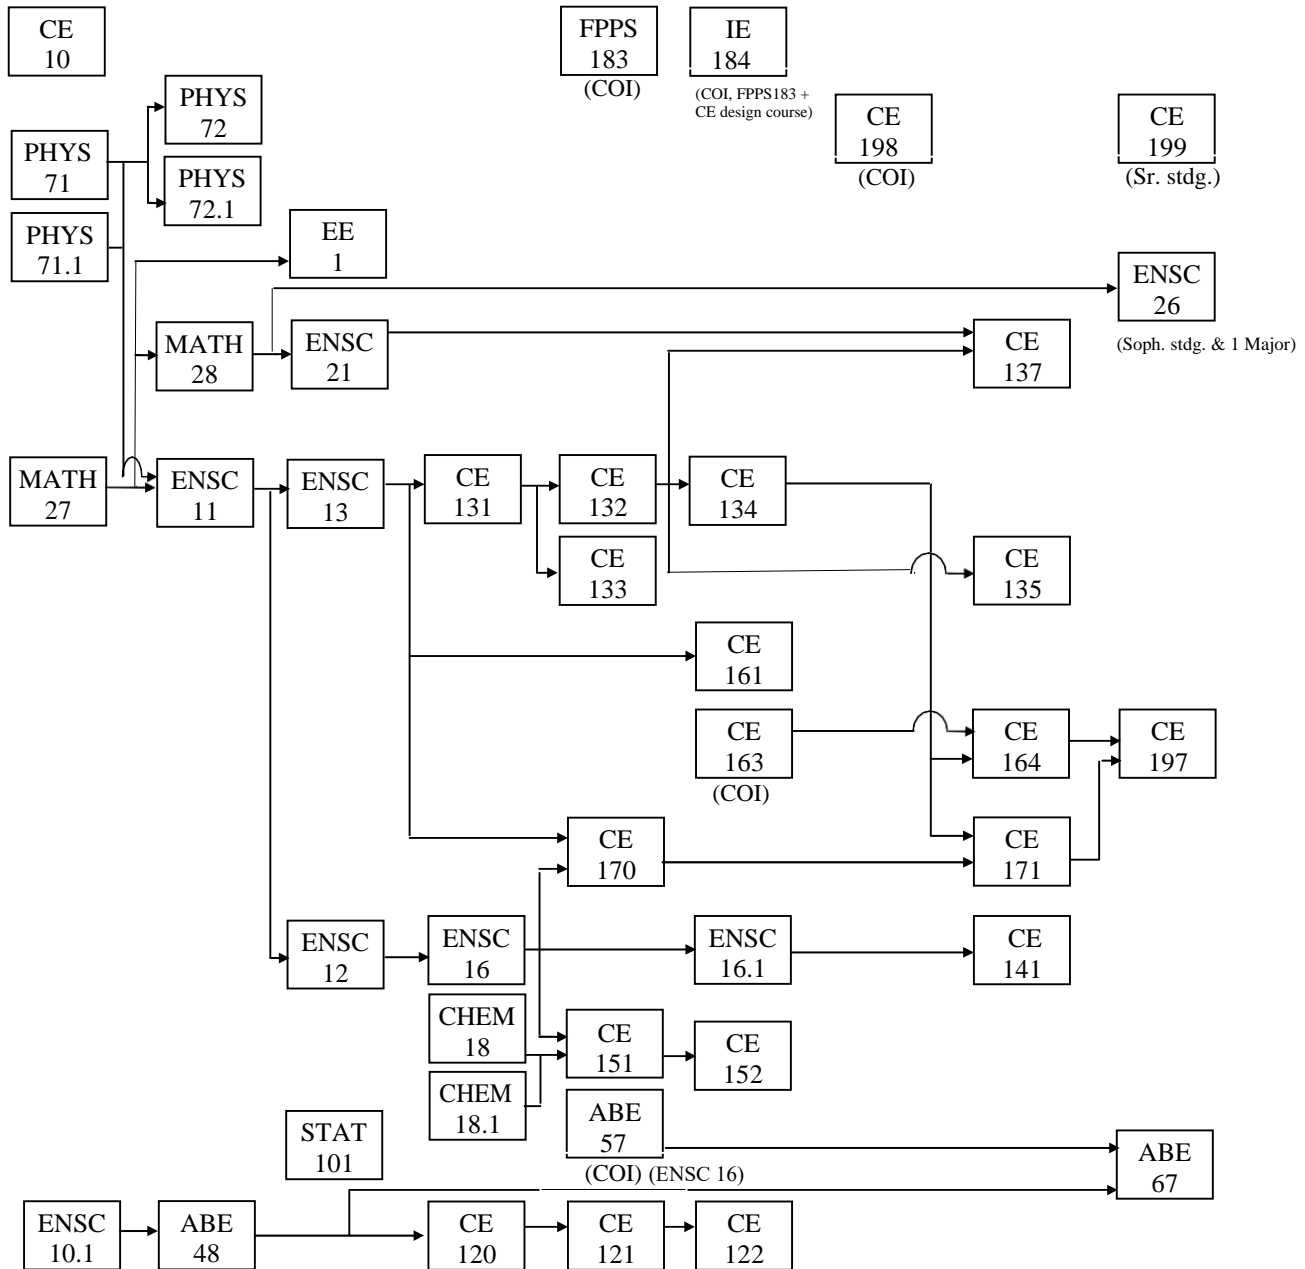 CE
10
FPPS
183
(COI)
IE
184
(COI, FPPS183 +
CE design course)
PHYS
72
CE
198
(COI)
CE
199
(Sr. stdg.)
PHYS
71
PHYS
72.1
PHYS
71.1
EE
1
ENSC
26
(Soph. stdg. & 1 Major)
MATH
28
ENSC
21
CE
137
MATH
27
ENSC
11
ENSC
13
CE
131
CE
132
CE
134
CE
133
CE
135
CE
161
CE
163
(COI)
CE
164
CE
197
CE
170
CE
171
ENSC
12
ENSC
16
ENSC
16.1
CE
141
CHEM
18
CE
151
CE
152
CHEM
18.1
ABE
57
(COI) (ENSC 16)
STAT
101
ABE
67
ENSC
10.1
ABE
48
CE
120
CE
121
CE
122